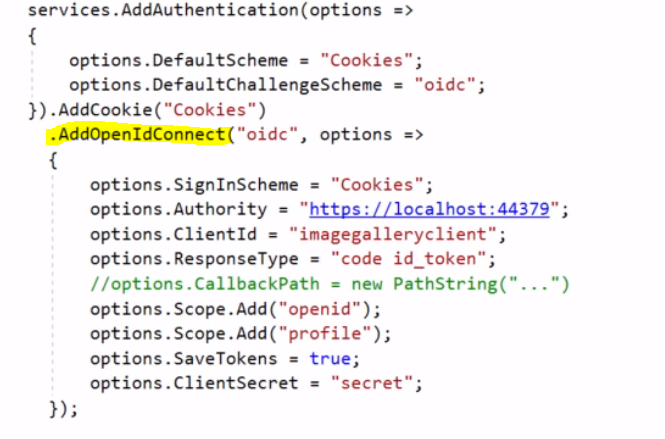 services.AddAuthentication(options =>
{
options.DefaultScheme = "Cookies";
options.DefaultChallengeScheme = "oidc";
}).AddCookie("Cookies")
.AddOpenIdConnect("oidc", options =>
{
options.SignInScheme = "Cookies";
options.Authority = "https://localhost:44379";
options.ClientId = "imagegalleryclient";
options.ResponseType = "code id_token";
//options.CallbackPath = new PathString("...")
options.Scope.Add("openid");
options.Scope.Add("profile");
options.SaveTokens = true;
options.ClientSecret = "secret";
});